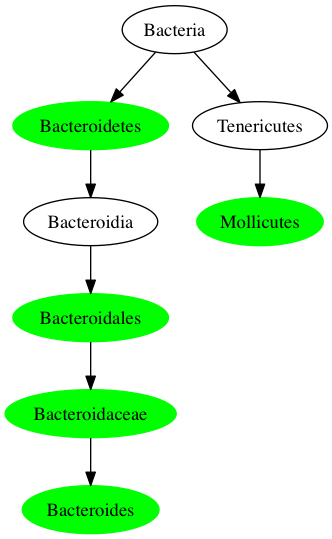 Bacteria
Bacteroidetes
Tenericutes
Bacteroidia
Mollicutes
Bacteroidales
Bacteroidaceae
Bacteroides